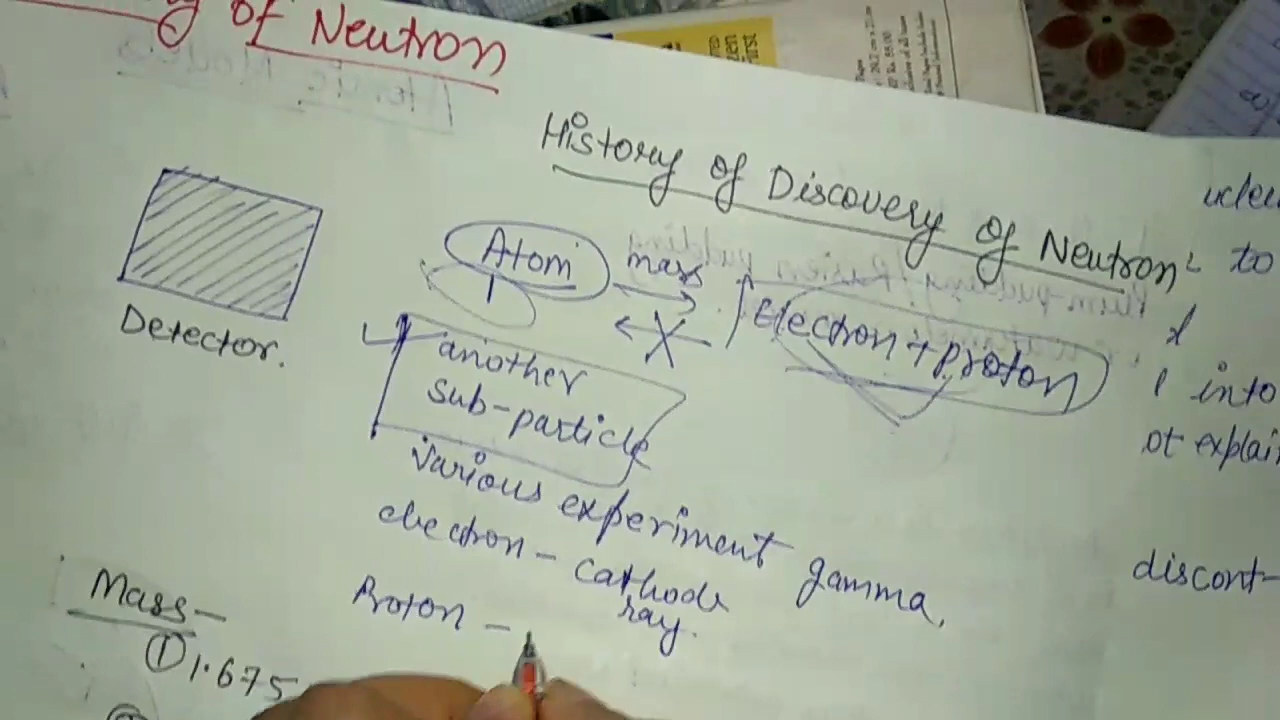 of Neutron
History of Discovery of Neutron
Atom
mass
Electron + Proton
another
sub-particle
Various experiment gamma.
electron - Cathode
ray.
Proton -
Detector.
Mass-
① 1.675
to
into
ot explai
discont-